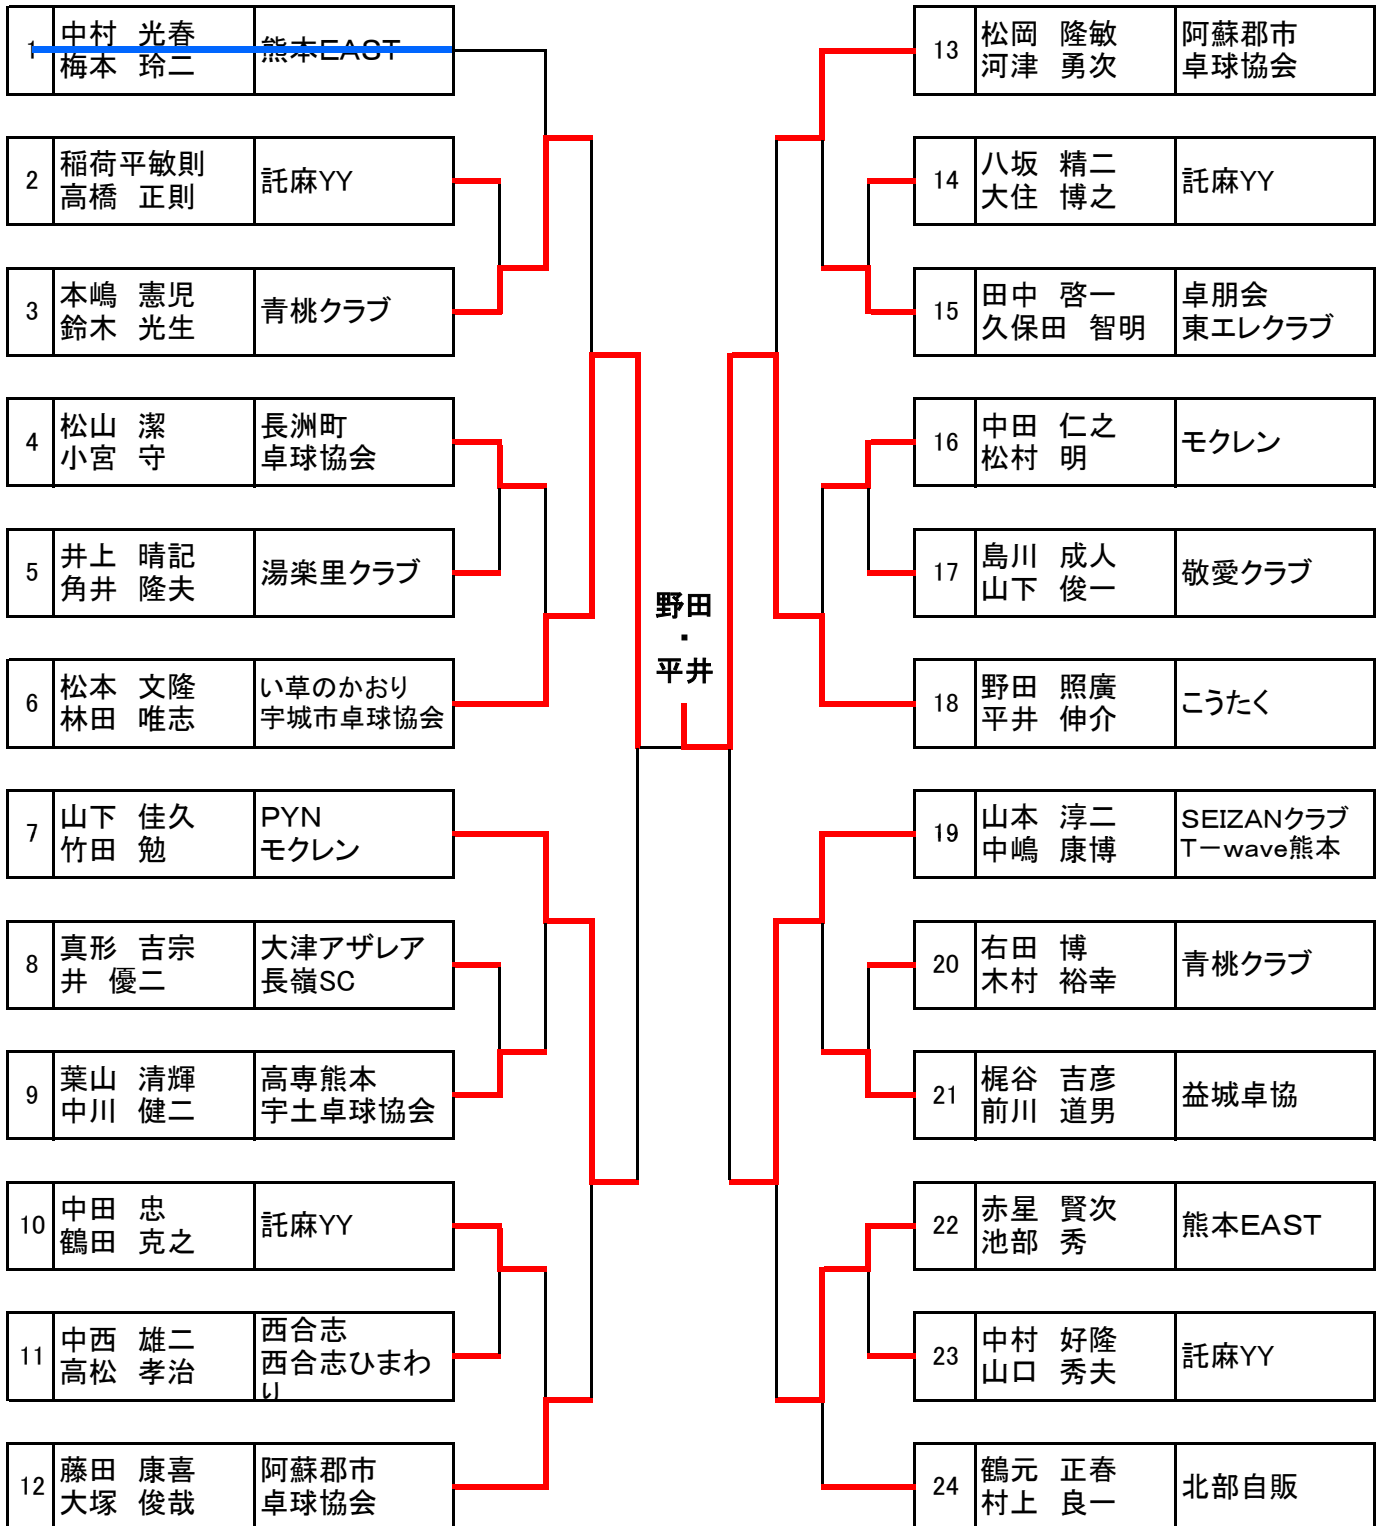 1
中村 光春
梅本 玲二
熊本EAST
2
稲荷平敏則
高橋 正則
託麻YY
3
本嶋 憲児
鈴木 光生
青桃クラブ
4
松山 潔
小宮 守
長洲町
卓球協会
5
井上 晴記
角井 隆夫
湯楽里クラブ
6
松本 文隆
林田 唯志
い草のかおり
宇城市卓球協会
7
山下 佳久
竹田 勉
PYN
モクレン
8
真形 吉宗
井 優二
大津アザレア
長嶺SC
9
葉山 清輝
中川 健二
高専熊本
宇土卓球協会
10
中田 忠
鶴田 克之
託麻YY
11
中西 雄二
高松 孝治
西合志
西合志ひまわ
り
12
藤田 康喜
大塚 俊哉
阿蘇郡市
卓球協会
野田
・
平井
13
松岡 隆敏
河津 勇次
阿蘇郡市
卓球協会
14
八坂 精二
大住 博之
託麻YY
15
田中 啓一
久保田 智明
卓朋会
東エレクラブ
16
中田 仁之
松村 明
モクレン
17
島川 成人
山下 俊一
敬愛クラブ
18
野田 照廣
平井 伸介
こうたく
19
山本 淳二
中嶋 康博
SEIZANクラブ
T－wave熊本
20
右田 博
木村 裕幸
青桃クラブ
21
梶谷 吉彦
前川 道男
益城卓協
22
赤星 賢次
池部 秀
熊本EAST
23
中村 好隆
山口 秀夫
託麻YY
24
鶴元 正春
村上 良一
北部自販